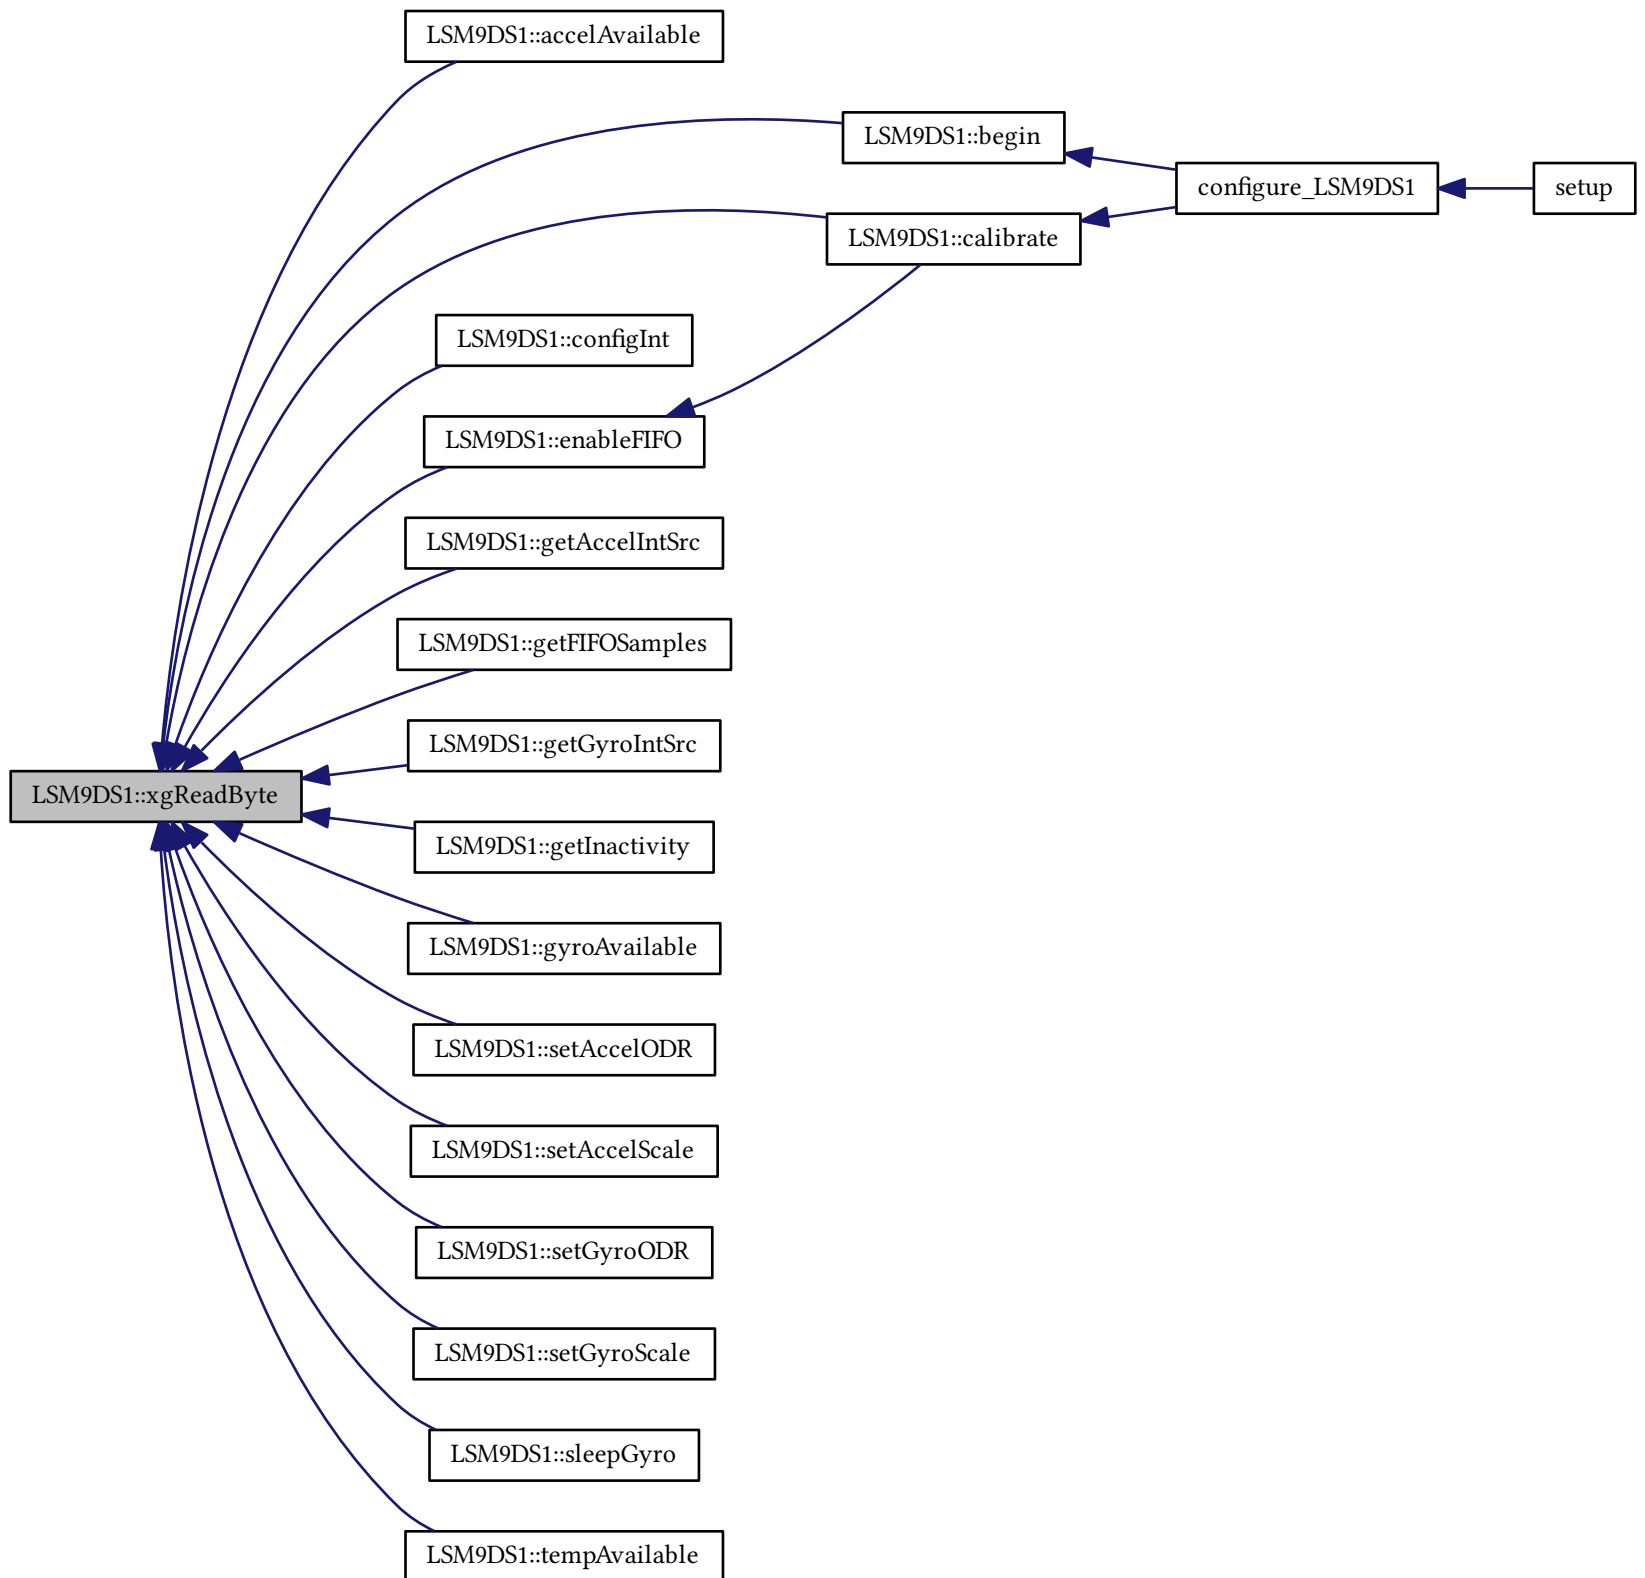 LSM9DS1::accelAvailable
LSM9DS1::begin
configure_LSM9DS1
setup
LSM9DS1::calibrate
LSM9DS1::configInt
LSM9DS1::enableFIFO
LSM9DS1::getAccelIntSrc
LSM9DS1::getFIFOSamples
LSM9DS1::getGyroIntSrc
LSM9DS1::xgReadByte
LSM9DS1::getInactivity
LSM9DS1::gyroAvailable
LSM9DS1::setAccelODR
LSM9DS1::setAccelScale
LSM9DS1::setGyroODR
LSM9DS1::setGyroScale
LSM9DS1::sleepGyro
LSM9DS1::tempAvailable